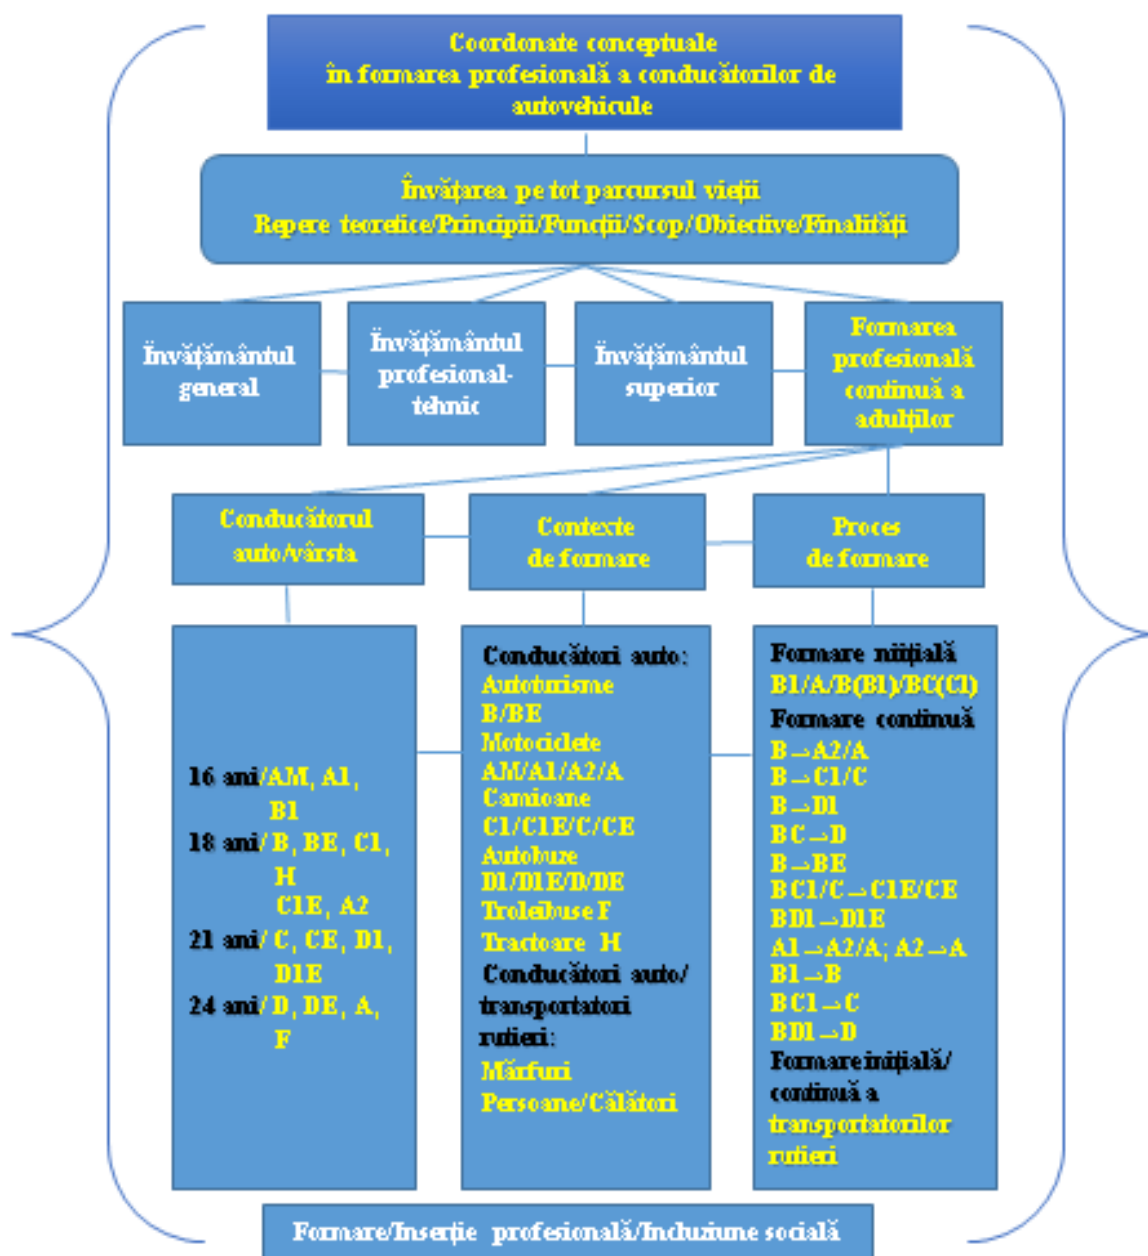 Coordonate conceptuale
în formarea profesională a conducătorilor de
autovehicule
Învățarea pe tot parcursul vieții
Repere teoretice/Principii/Funcții/Scop/Obiective/Finalități
Învățământul
general
Învățământul
profesional-
tehnic
Învățământul
superior
Formarea
profesională
continuă a
adulților
Conducătorul
auto/vârsta
Contexte
de formare
Proces
de formare
16 ani/AM, A1,
B1
18 ani/ B, BE, C1,
H
C1E, A2
21 ani/ C, CE, D1,
D1E
24 ani/ D, DE, A,
F
Conducători auto:
Autoturisme
B/BE
Motociclete
AM/A1/A2/A
Camioane
C1/C1E/C/CE
Autobuze
D1/D1E/D/DE
Troleibuse F
Tractoare H
Conducători auto/
transportatori
rutieri:
Mărfuri
Persoane/Călători
Formare niițială
B1/A/B(B1)/BC(C1)
Formare continuă
B→A2/A
B→C1/C
B→D1
BC→D
B→BE
BC1/C→C1E/CE
BD1→D1E
A1→A2/A; A2→A
B1→B
BC1→C
BD1→D
Formare inițială/
continuă a
transportatorilor
rutieri
Formare/Inserție profesională/Incluziune socială